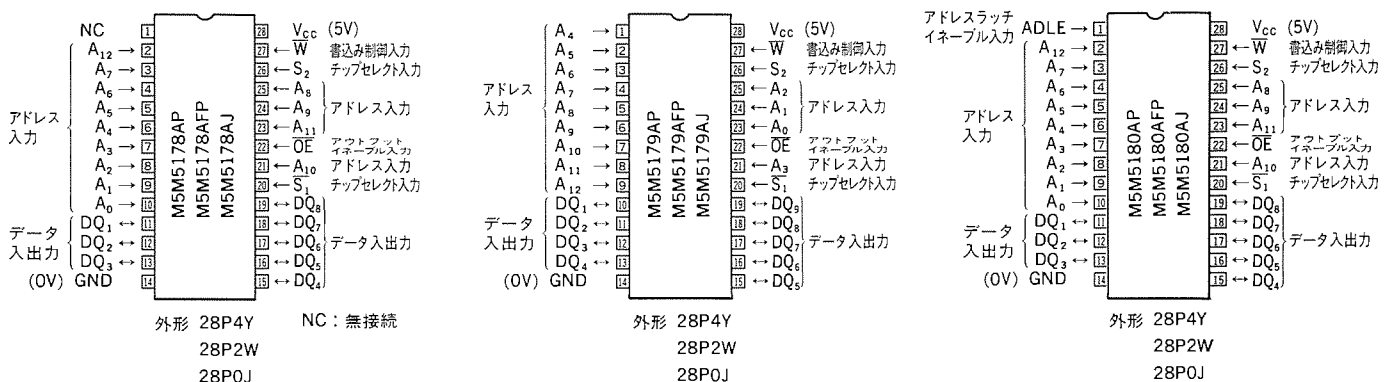 NC 1 28 VCC (5V)
A12 → 2 27 ← W̅ 書込み制御入力
A7 → 3 26 ← S2 チップセレクト入力
A6 → 4 25 ← A8
A5 → 5 24 ← A9 アドレス入力
A4 → 6 23 ← A11
A3 → 7 22 ← O̅E̅ アウトプットイネーブル入力
A2 → 8 21 ← A10 アドレス入力
A1 → 9 20 ← S̅1 チップセレクト入力
A0 → 10 19 ↔ DQ8
DQ1 ↔ 11 18 ↔ DQ7
DQ2 ↔ 12 17 ↔ DQ6 データ入出力
DQ3 ↔ 13 16 ↔ DQ5
(0V) GND 14 15 ↔ DQ4
アドレス
入力
データ
入出力
M5M5178AP
M5M5178AFP
M5M5178AJ
外形 28P4Y NC：無接続
28P2W
28P0J
A4 → 1 28 VCC (5V)
A5 → 2 27 ← W̅ 書込み制御入力
A6 → 3 26 ← S2 チップセレクト入力
A7 → 4 25 ← A2
A8 → 5 24 ← A1 アドレス入力
A9 → 6 23 ← A0
A10 → 7 22 ← O̅E̅ アウトプットイネーブル入力
A11 → 8 21 ← A3 アドレス入力
A12 → 9 20 ← S̅1 チップセレクト入力
DQ1 ↔ 10 19 ↔ DQ9
DQ2 ↔ 11 18 ↔ DQ8
DQ3 ↔ 12 17 ↔ DQ7 データ入出力
DQ4 ↔ 13 16 ↔ DQ6
(0V) GND 14 15 ↔ DQ5
アドレス
入力
データ
入出力
M5M5179AP
M5M5179AFP
M5M5179AJ
外形 28P4Y
28P2W
28P0J
アドレスラッチ
イネーブル入力
ADLE → 1 28 VCC (5V)
A12 → 2 27 ← W̅ 書込み制御入力
A7 → 3 26 ← S2 チップセレクト入力
A6 → 4 25 ← A8
A5 → 5 24 ← A9 アドレス入力
A4 → 6 23 ← A11
A3 → 7 22 ← O̅E̅ アウトプットイネーブル入力
A2 → 8 21 ← A10 アドレス入力
A1 → 9 20 ← S̅1 チップセレクト入力
A0 → 10 19 ↔ DQ8
DQ1 ↔ 11 18 ↔ DQ7
DQ2 ↔ 12 17 ↔ DQ6 データ入出力
DQ3 ↔ 13 16 ↔ DQ5
(0V) GND 14 15 ↔ DQ4
アドレス
入力
データ
入出力
M5M5180AP
M5M5180AFP
M5M5180AJ
外形 28P4Y
28P2W
28P0J